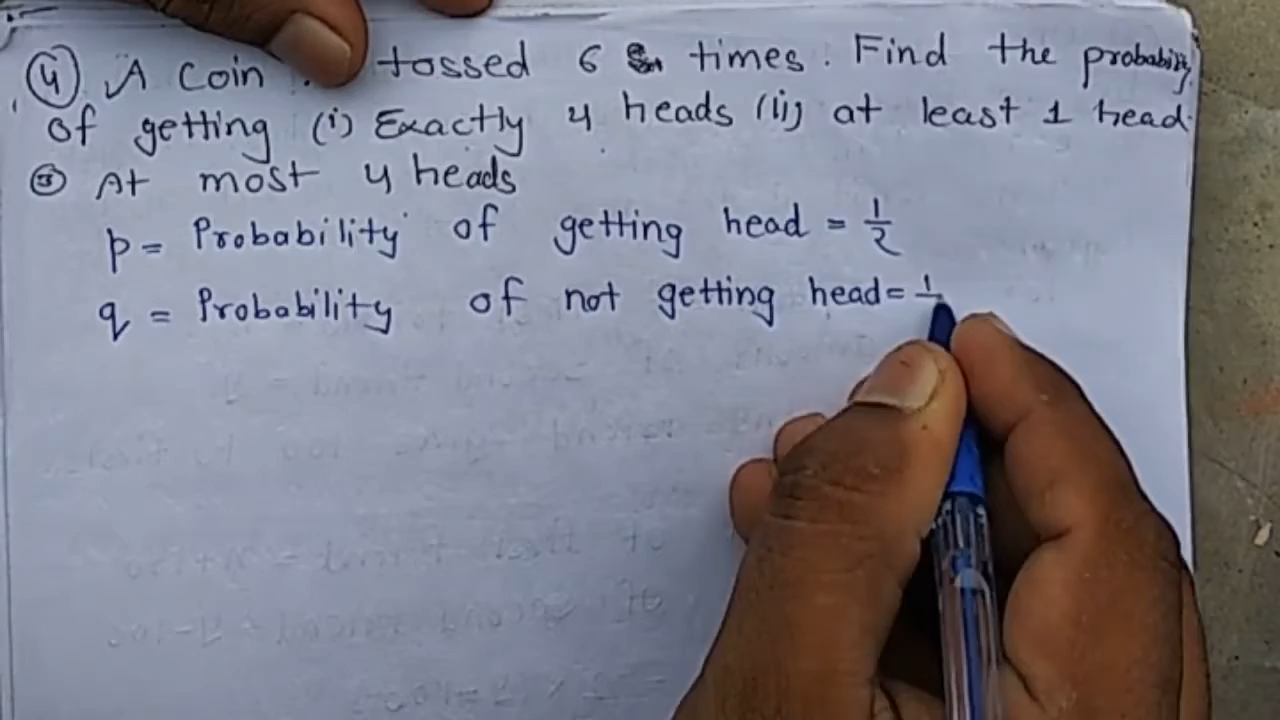 (4) A coin tossed 6 times. Find the probability
of getting (i) Exactly 4 heads (ii) at least 1 head.
③ At most 4 heads
p = Probability of getting head = 1/2
q = Probability of not getting head = 1